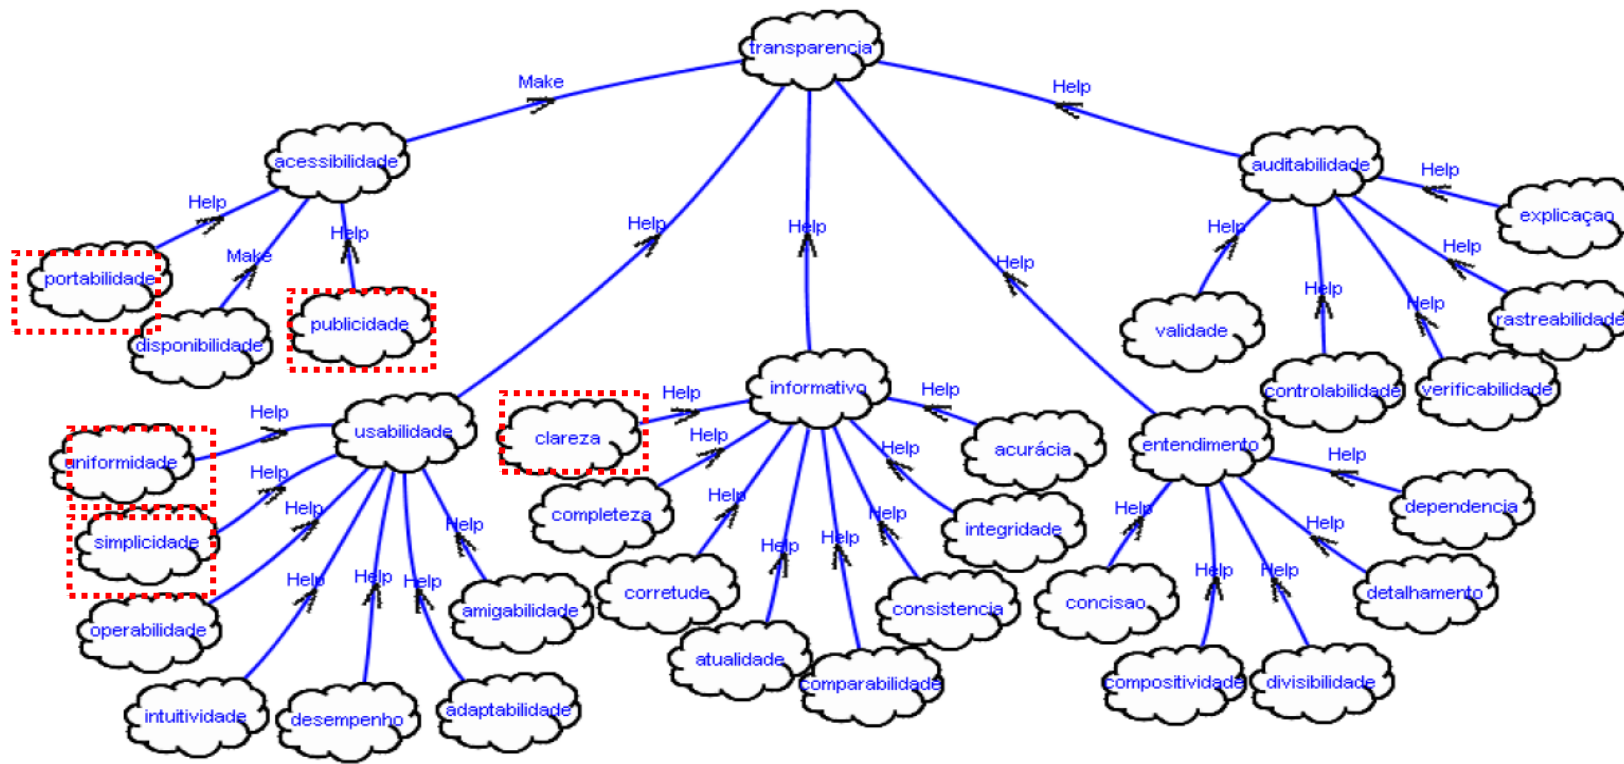 transparencia
Make
Help
acessibilidade
auditabilidade
Help
Help
explicaçao
Help
Help
Help
Help
Help
Help
portabilidade
Make
Help
disponibilidade
publicidade
Help
Help
validade
rastreabilidade
controlabilidade
verificabilidade
Help
usabilidade
Help
clareza
informativo
Help
acurácia
entendimento
uniformidade
Help
Help
Help
Help
simplicidade
Help
completeza
Help
Help
integridade
Help
Help
dependencia
operabilidade
Help
Help
Help
Help
amigabilidade
corretude
Help
Help
consistencia
concisao
Help
Help
detalhamento
intuitividade
desempenho
adaptabilidade
atualidade
comparabilidade
compositividade
divisibilidade